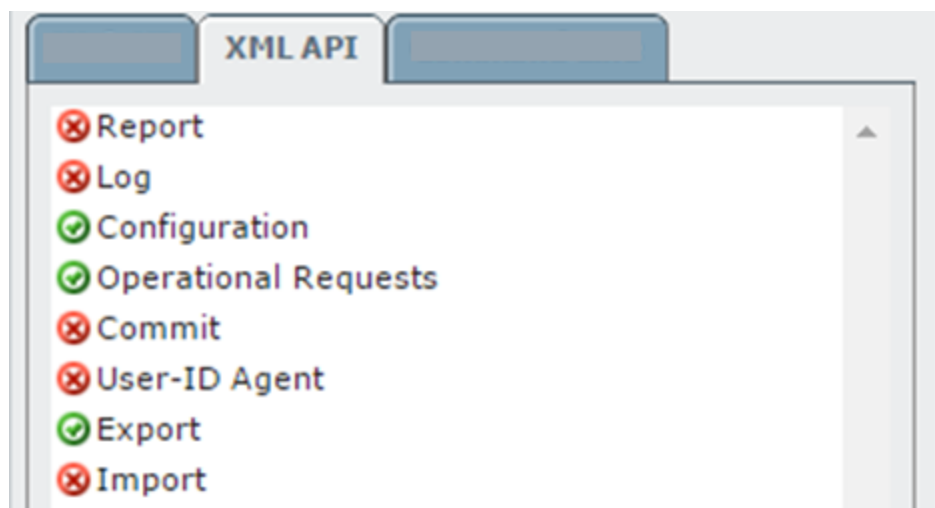 XML API
Report
Log
Configuration
Operational Requests
Commit
User-ID Agent
Export
Import